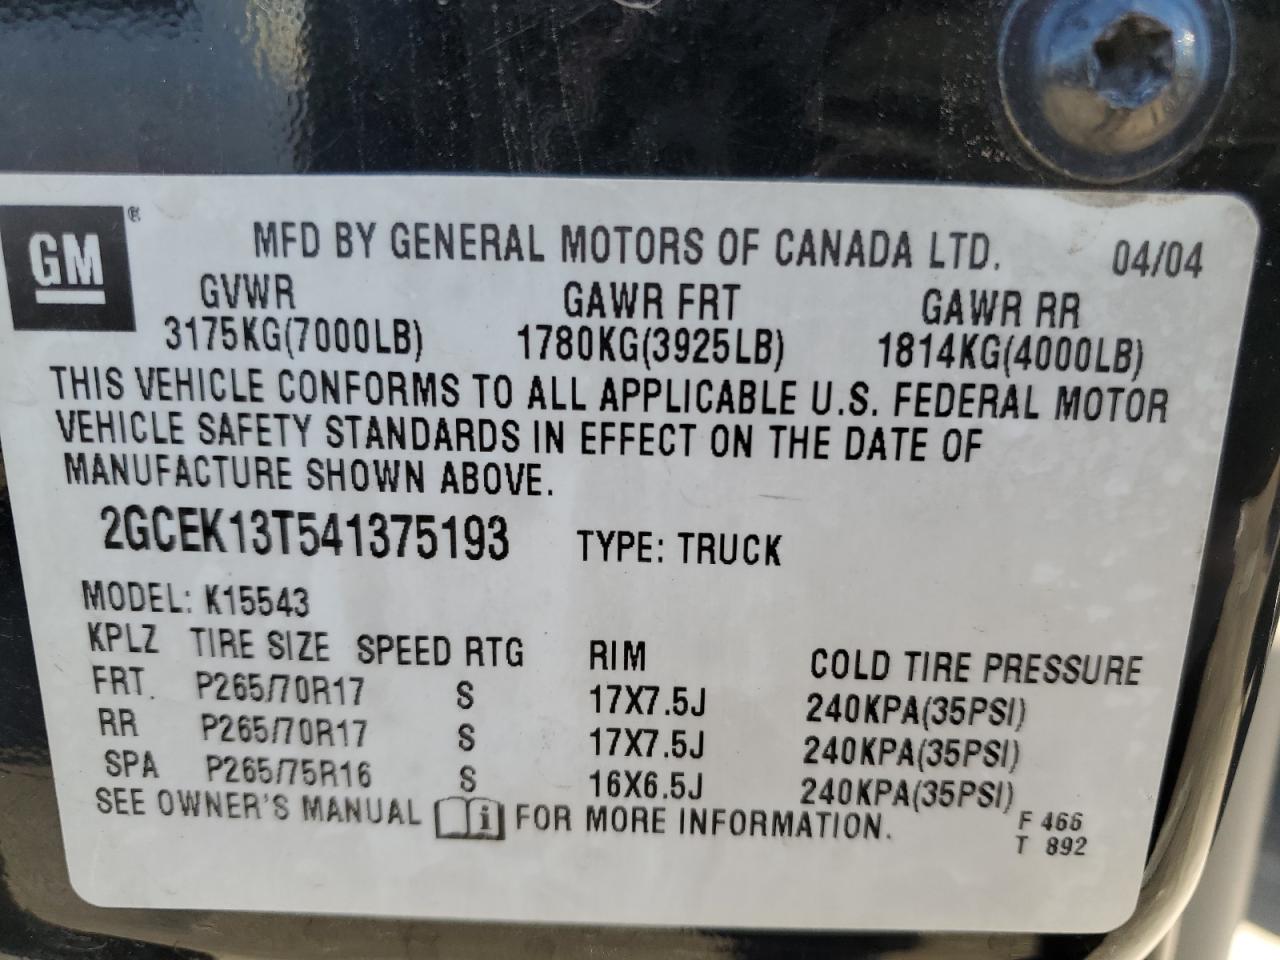 GM ®
MFD BY GENERAL MOTORS OF CANADA LTD. 04/04
GVWR GAWR FRT GAWR RR
3175KG(7000LB) 1780KG(3925LB) 1814KG(4000LB)
THIS VEHICLE CONFORMS TO ALL APPLICABLE U.S. FEDERAL MOTOR
VEHICLE SAFETY STANDARDS IN EFFECT ON THE DATE OF
MANUFACTURE SHOWN ABOVE.
2GCEK13T541375193 TYPE: TRUCK
MODEL: K15543
KPLZ TIRE SIZE SPEED RTG RIM COLD TIRE PRESSURE
FRT. P265/70R17 S 17X7.5J 240KPA(35PSI)
RR P265/70R17 S 17X7.5J 240KPA(35PSI)
SPA P265/75R16 S 16X6.5J 240KPA(35PSI)
SEE OWNER'S MANUAL i FOR MORE INFORMATION.
F 466
T 892